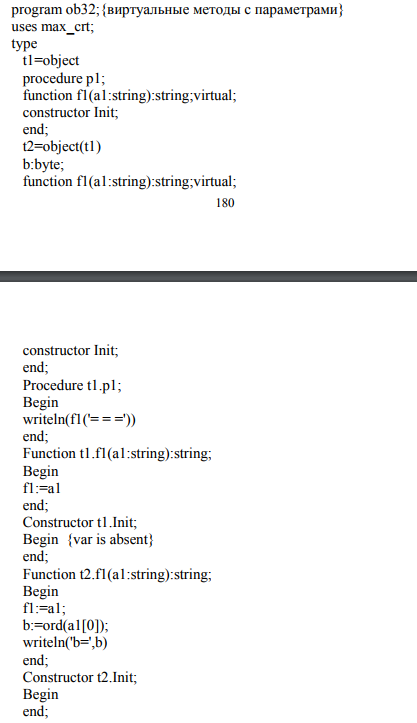 program ob32;{виртуальные методы с параметрами}
uses max_crt;
type
t1=object
procedure p1;
function f1(a1:string):string;virtual;
constructor Init;
end;
t2=object(t1)
b:byte;
function f1(a1:string):string;virtual;
180
constructor Init;
end;
Procedure t1.p1;
Begin
writeln(f1('= = ='))
end;
Function t1.f1(a1:string):string;
Begin
f1:=a1
end;
Constructor t1.Init;
Begin {var is absent}
end;
Function t2.f1(a1:string):string;
Begin
f1:=a1;
b:=ord(a1[0]);
writeln('b=',b)
end;
Constructor t2.Init;
Begin
end;